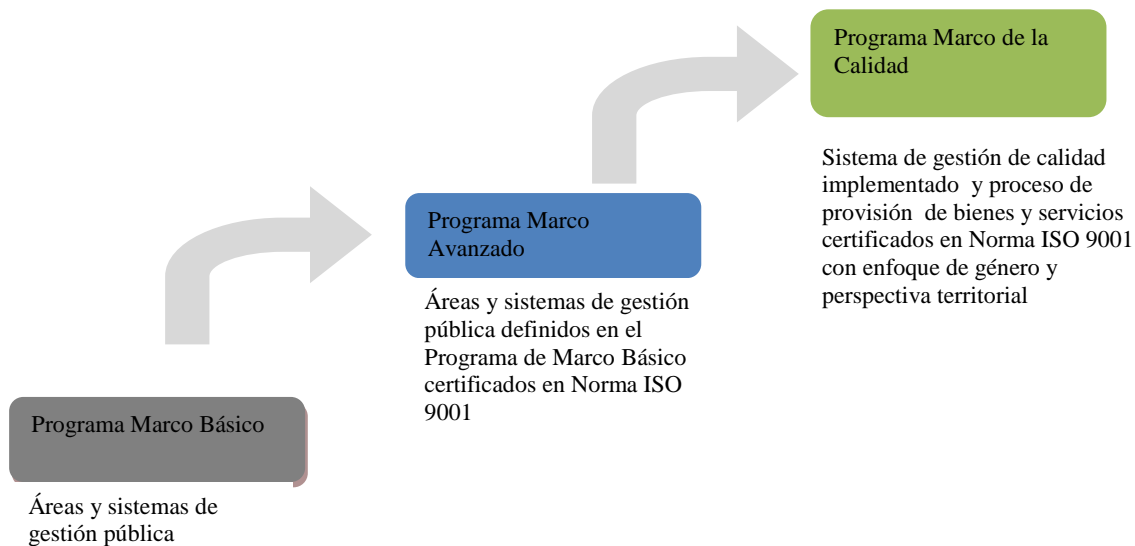 Programa Marco de la
Calidad
Sistema de gestión de calidad
implementado y proceso de
provisión de bienes y servicios
certificados en Norma ISO 9001
con enfoque de género y
perspectiva territorial
Programa Marco
Avanzado
Áreas y sistemas de gestión
pública definidos en el
Programa de Marco Básico
certificados en Norma ISO
9001
Programa Marco Básico
Áreas y sistemas de
gestión pública